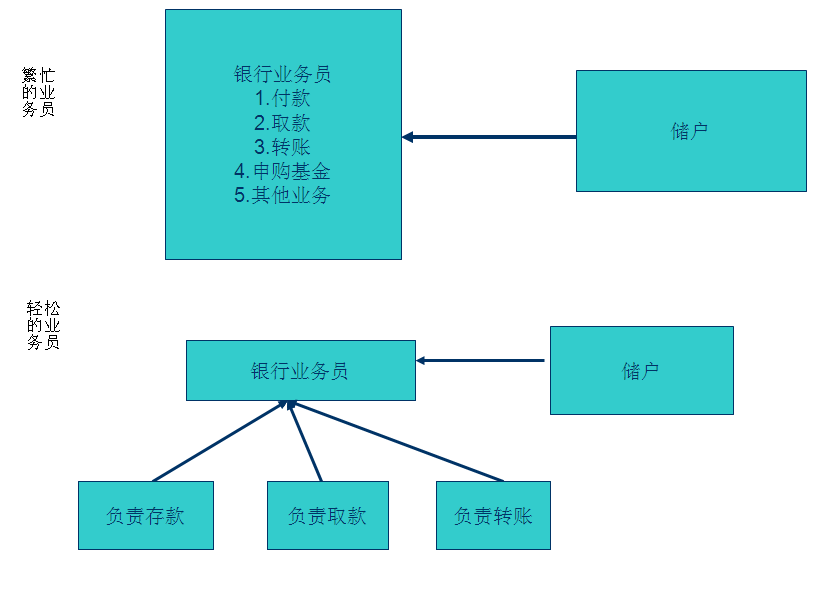 繁忙
的业
务员
银行业务员
1.付款
2.取款
3.转账
4.申购基金
5.其他业务
储户
轻松
的业
务员
银行业务员
储户
负责存款
负责取款
负责转账